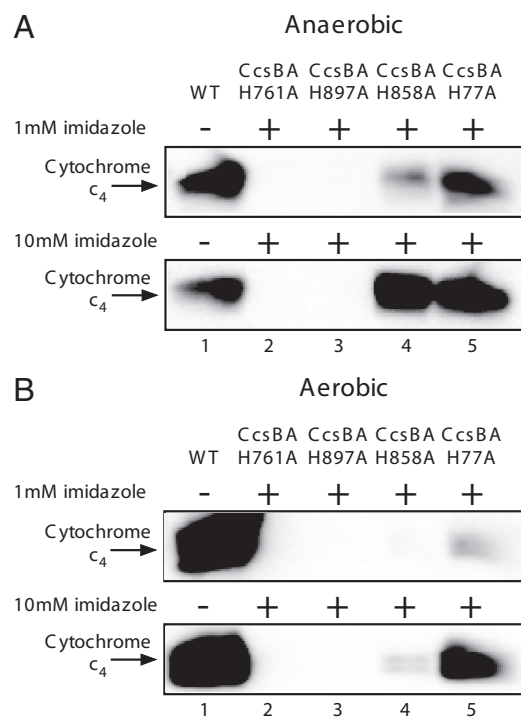 A
Anaerobic
WT CcsBA H761A CcsBA H897A CcsBA H858A CcsBA H77A
1mM imidazole - + + + +
Cytrochrome
c4
10mM imidazole - + + + +
Cytrochrome
c4
1 2 3 4 5
B
Aerobic
WT CcsBA H761A CcsBA H897A CcsBA H858A CcsBA H77A
1mM imidazole - + + + +
Cytochrome
c4
10mM imidazole - + + + +
Cytochrome
c4
1 2 3 4 5